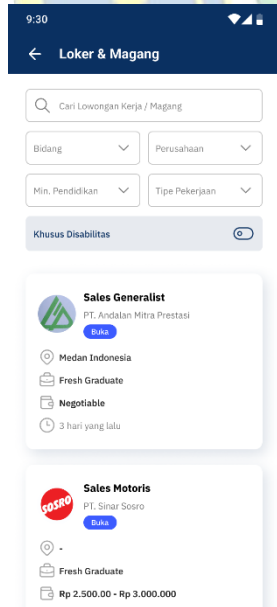 9:30
Loker & Magang
Cari Lowongan Kerja / Magang
Bidang
Perusahaan
Min. Pendidikan
Tipe Pekerjaan
Khusus Disabilitas
Sales Generalist
PT. Andalan Mitra Prestasi
Buka
Medan Indonesia
Fresh Graduate
Negotiable
3 hari yang lalu
Sales Motoris
SOSRO
PT. Sinar Sosro
Buka
-
Fresh Graduate
Rp 2.500.00 - Rp 3.000.000